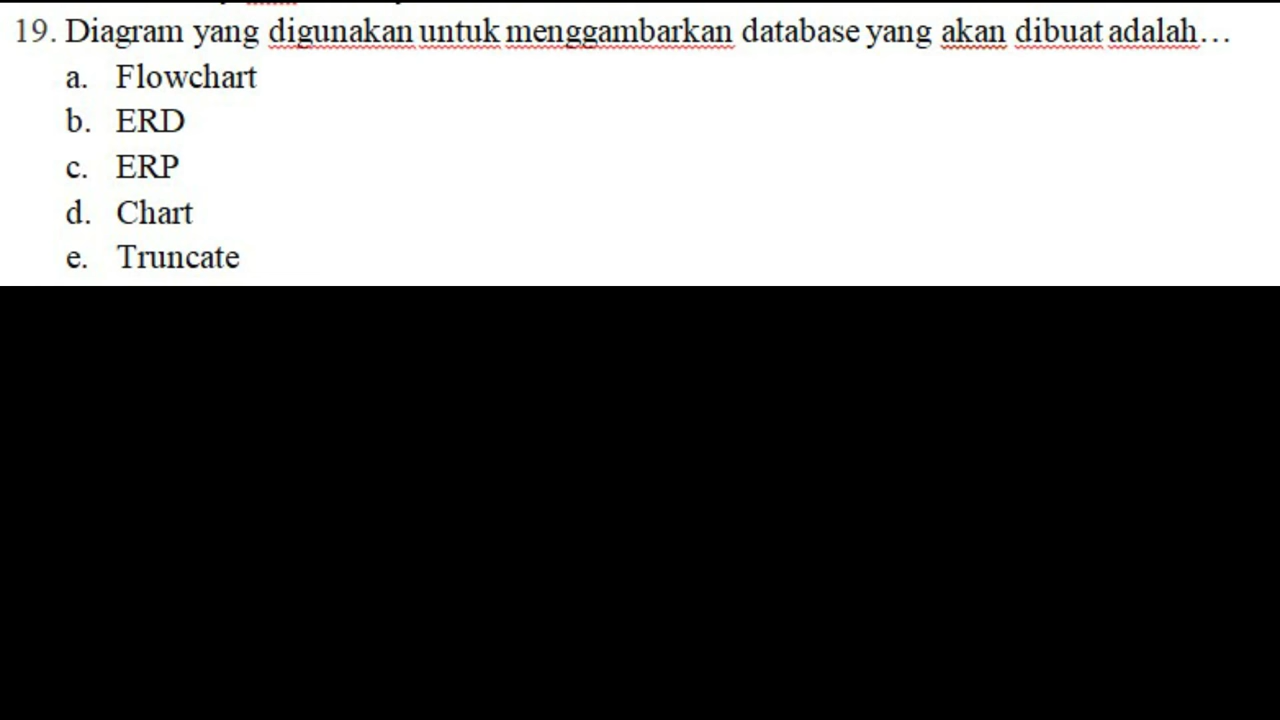 19. Diagram yang digunakan untuk menggambarkan database yang akan dibuat adalah…
a. Flowchart
b. ERD
c. ERP
d. Chart
e. Truncate